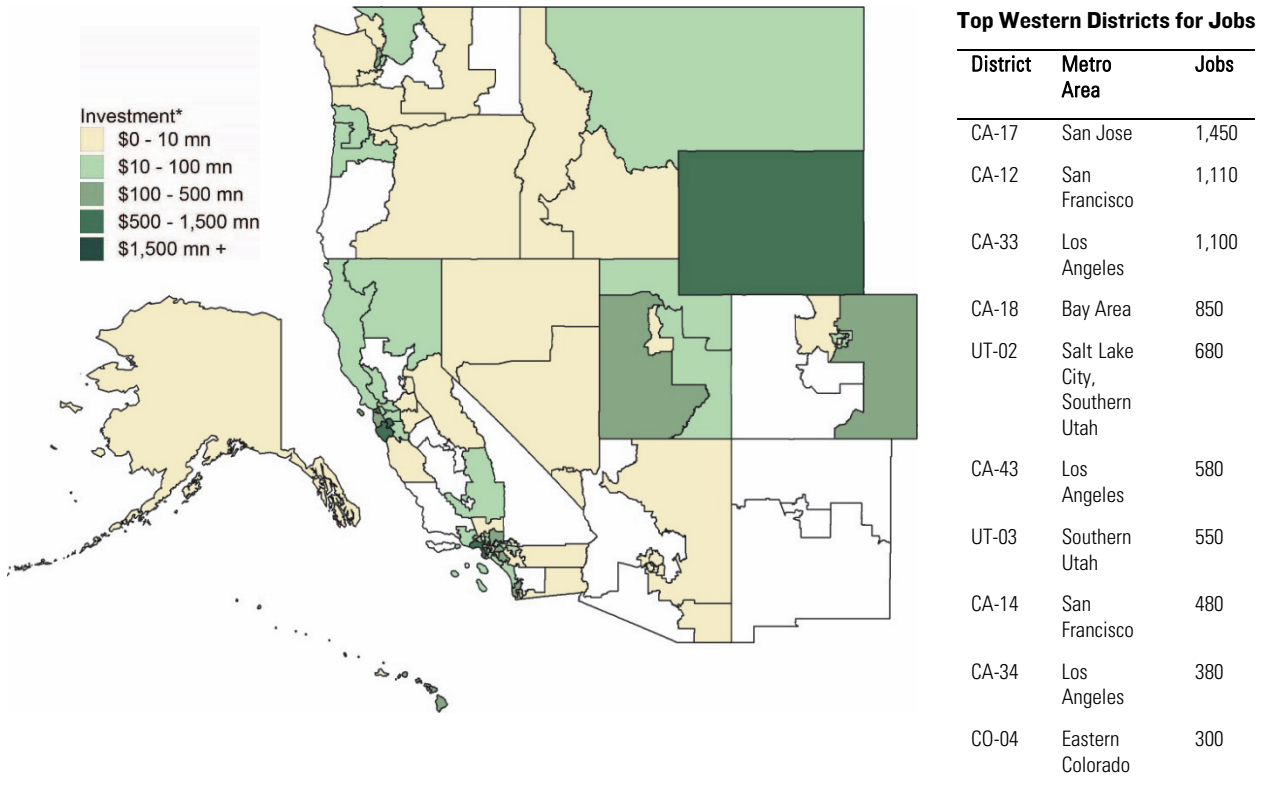 Investment*
$0 - 10 mn
$10 - 100 mn
$100 - 500 mn
$500 - 1,500 mn
$1,500 mn +
Top Western Districts for Jobs
District Metro Area Jobs
CA-17 San Jose 1,450
CA-12 San Francisco 1,110
CA-33 Los Angeles 1,100
CA-18 Bay Area 850
UT-02 Salt Lake City, Southern Utah 680
CA-43 Los Angeles 580
UT-03 Southern Utah 550
CA-14 San Francisco 480
CA-34 Los Angeles 380
CO-04 Eastern Colorado 300